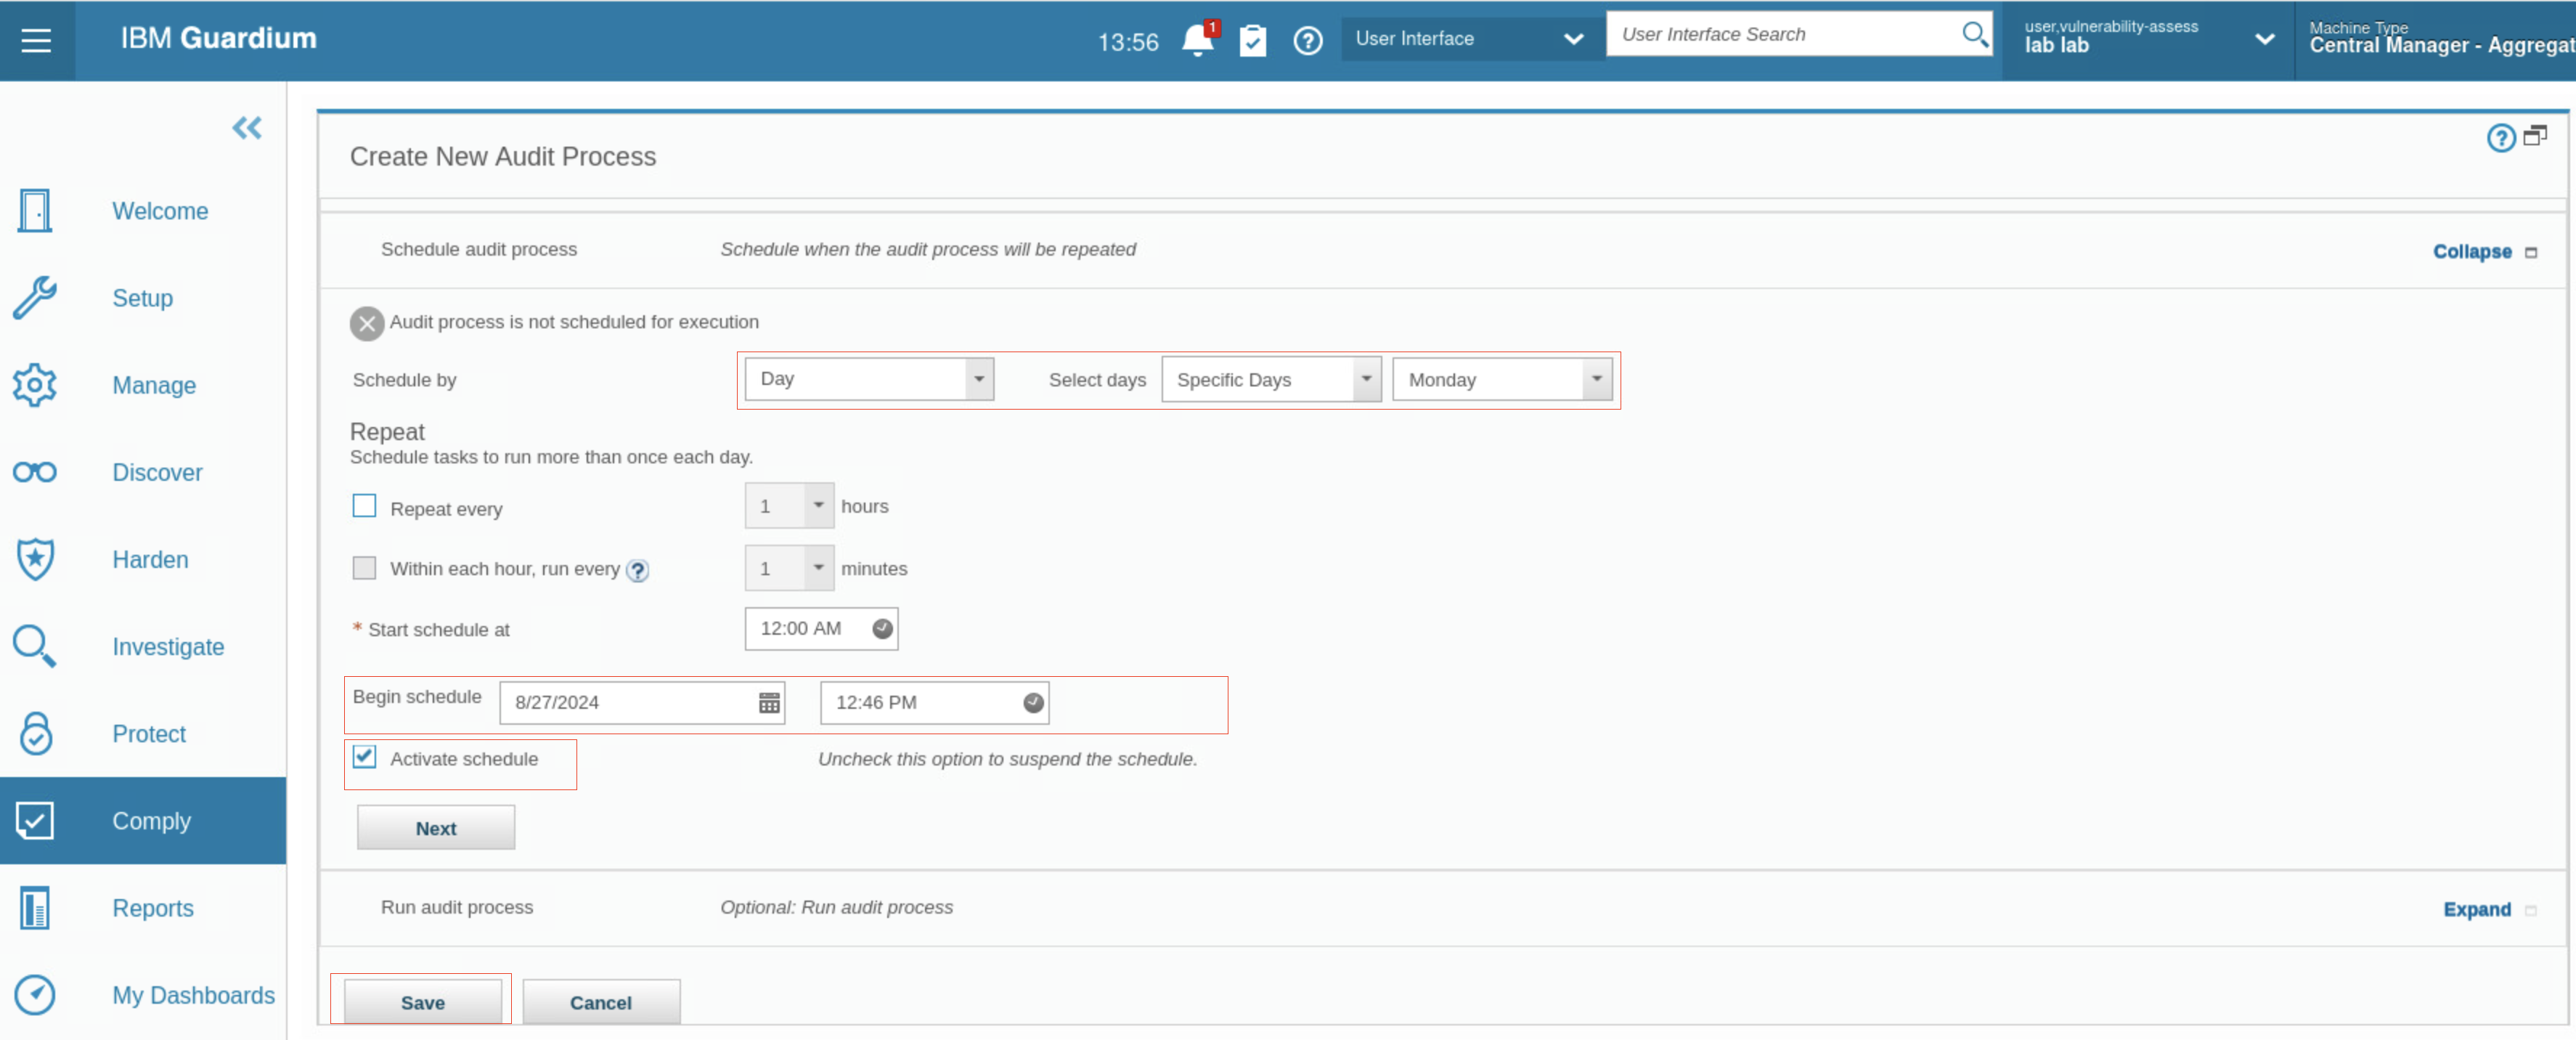 IBM Guardium
13:56
1
User Interface
User Interface Search
user,vulnerability-assess
lab lab
Machine Type
Central Manager - Aggregat
Welcome
Setup
Manage
Discover
Harden
Investigate
Protect
Comply
Reports
My Dashboards
Create New Audit Process
Schedule audit process Schedule when the audit process will be repeated Collapse
Audit process is not scheduled for execution
Schedule by Day Select days Specific Days Monday
Repeat
Schedule tasks to run more than once each day.
Repeat every 1 hours
Within each hour, run every ? 1 minutes
* Start schedule at 12:00 AM
Begin schedule 8/27/2024 12:46 PM
Activate schedule Uncheck this option to suspend the schedule.
Next
Run audit process Optional: Run audit process Expand
Save Cancel